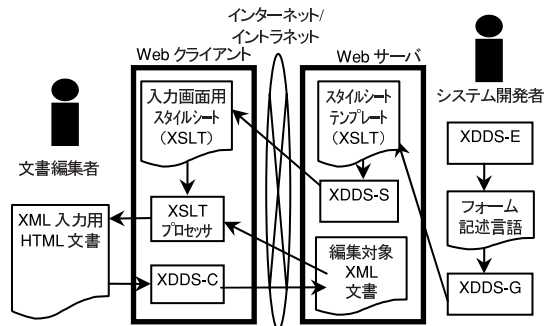 インターネット/
イントラネット
Web クライアント
Web サーバ
入力画面用
スタイルシート
(XSLT)
スタイルシート
テンプレート
(XSLT)
システム開発者
文書編集者
XDDS-E
XSLT
プロセッサ
XDDS-S
フォーム
記述言語
XML 入力用
HTML 文書
編集対象
XML
文書
XDDS-C
XDDS-G